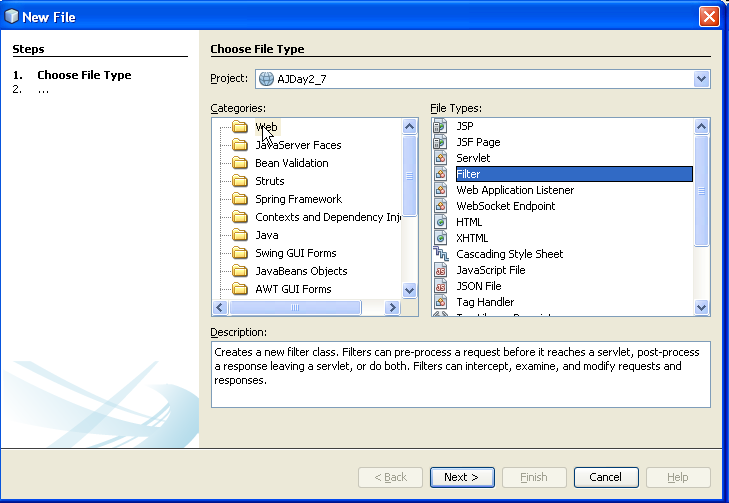 New File
Steps
1. Choose File Type
2. ...
Choose File Type
Project: AJDay2_7
Categories:
Web
JavaServer Faces
Bean Validation
Struts
Spring Framework
Contexts and Dependency Inje
Java
Swing GUI Forms
JavaBeans Objects
AWT GUI Forms
File Types:
JSP
JSF Page
Servlet
Filter
Web Application Listener
WebSocket Endpoint
HTML
XHTML
Cascading Style Sheet
JavaScript File
JSON File
Tag Handler
Description:
Creates a new filter class. Filters can pre-process a request before it reaches a servlet, post-process
a response leaving a servlet, or do both. Filters can intercept, examine, and modify requests and
responses.
< Back Next > Finish Cancel Help